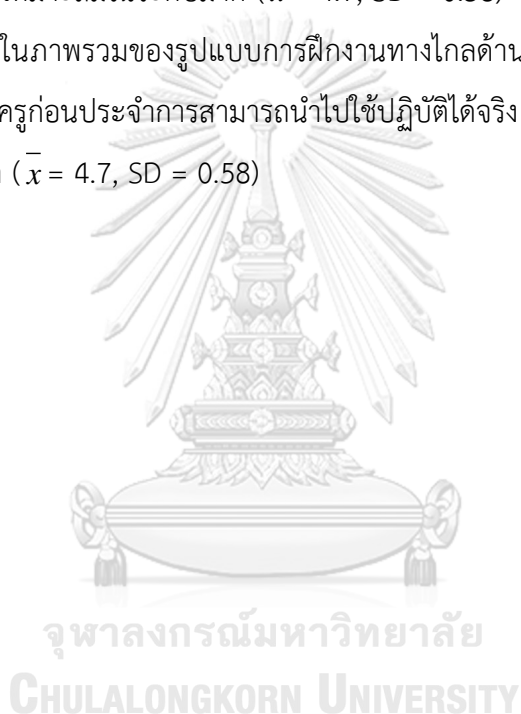 ในภาพรวมของรูปแบบการฝึกงานทางไกลด้าน
ครูก่อนประจำการสามารถนำไปใช้ปฏิบัติได้จริง
( x̄ = 4.7, SD = 0.58)
จุฬาลงกรณ์มหาวิทยาลัย
CHULALONGKORN UNIVERSITY